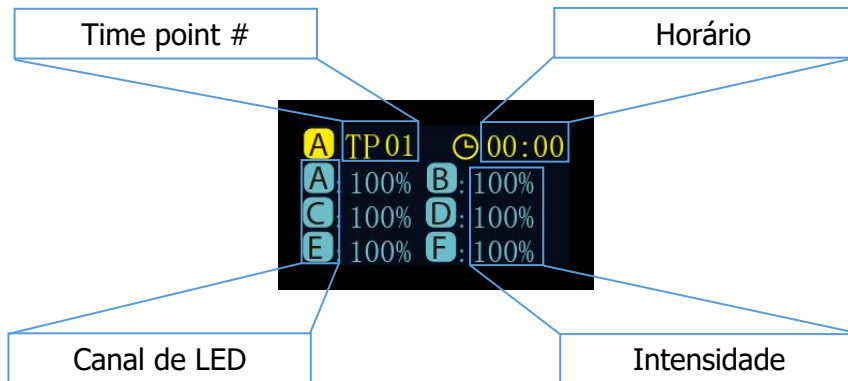 Time point #
Horário
A TP01 00:00
A: 100% B: 100%
C: 100% D: 100%
E: 100% F: 100%
Canal de LED
Intensidade